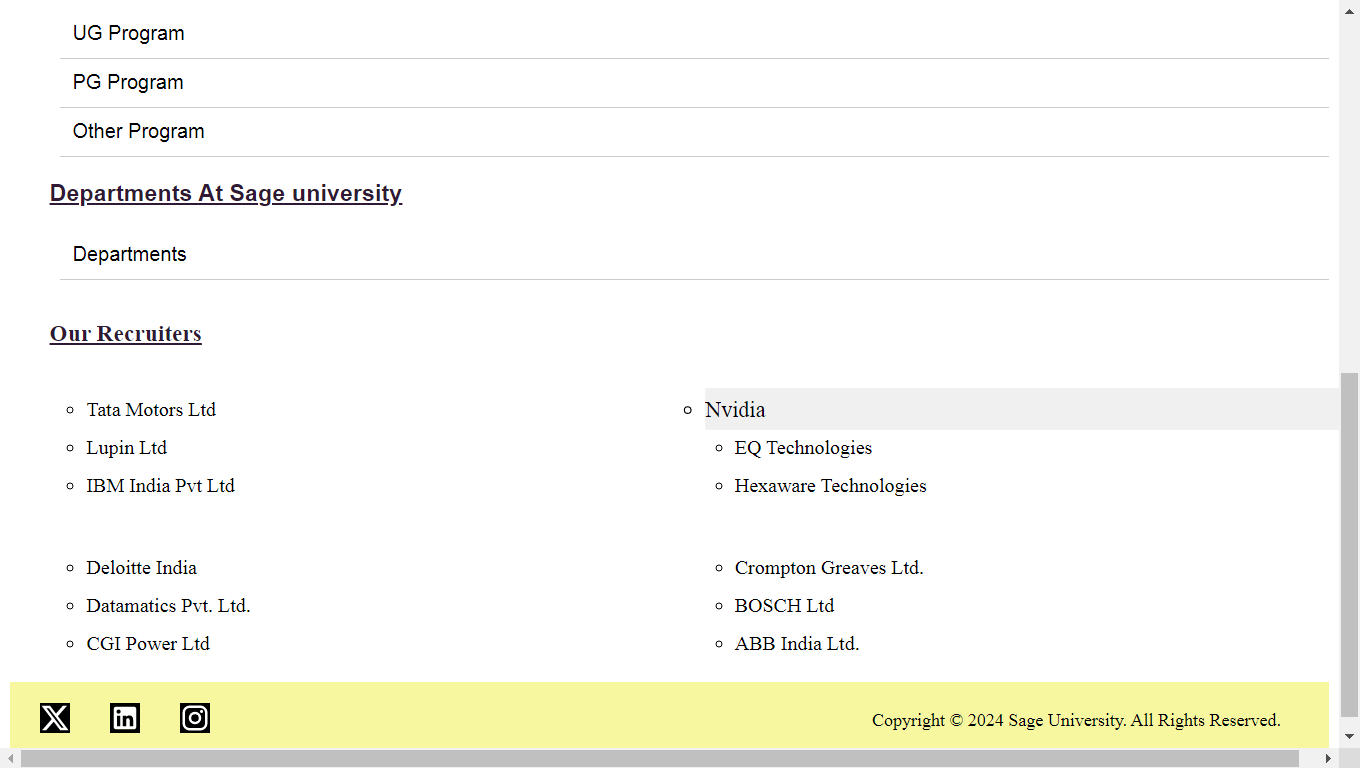 UG Program
PG Program
Other Program
Departments At Sage university
Departments
Our Recruiters
Tata Motors Ltd
Lupin Ltd
IBM India Pvt Ltd
Nvidia
EQ Technologies
Hexaware Technologies
Deloitte India
Datamatics Pvt. Ltd.
CGI Power Ltd
Crompton Greaves Ltd.
BOSCH Ltd
ABB India Ltd.
Copyright © 2024 Sage University. All Rights Reserved.